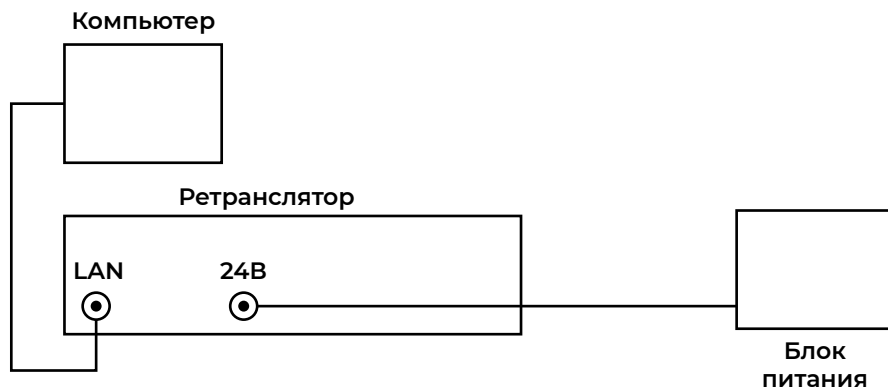 Компьютер
Ретранслятор
LAN
24В
Блок
питания